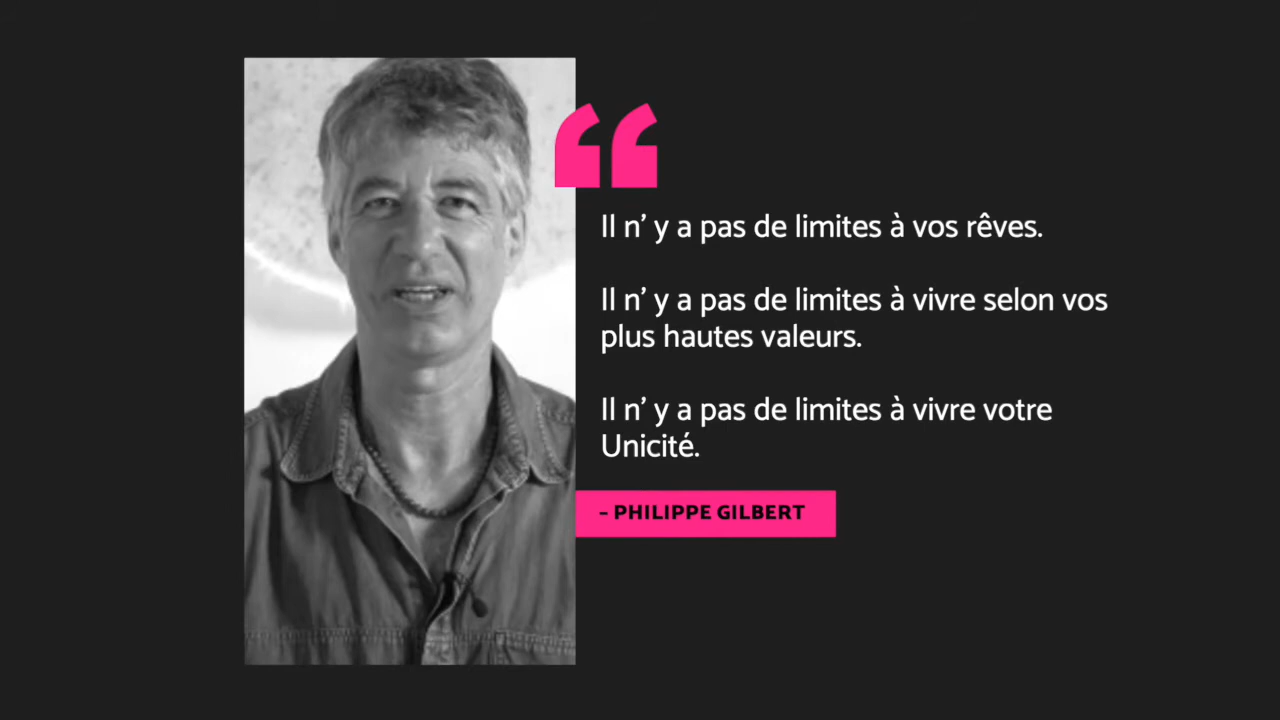 Il n’ y a pas de limites à vos rêves.
Il n’ y a pas de limites à vivre selon vos
plus hautes valeurs.
Il n’ y a pas de limites à vivre votre
Unicité.
– PHILIPPE GILBERT